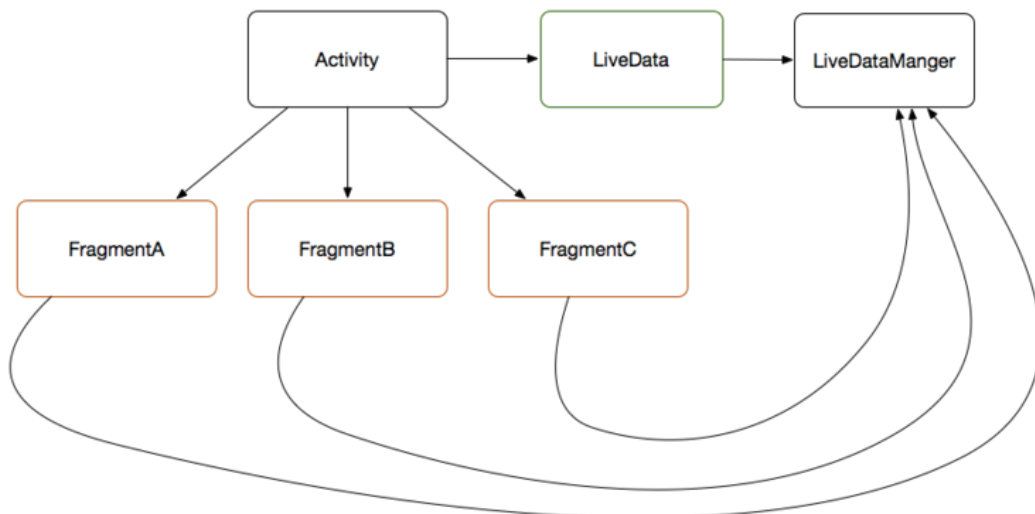 Activity
LiveData
LiveDataManger
FragmentA
FragmentB
FragmentC